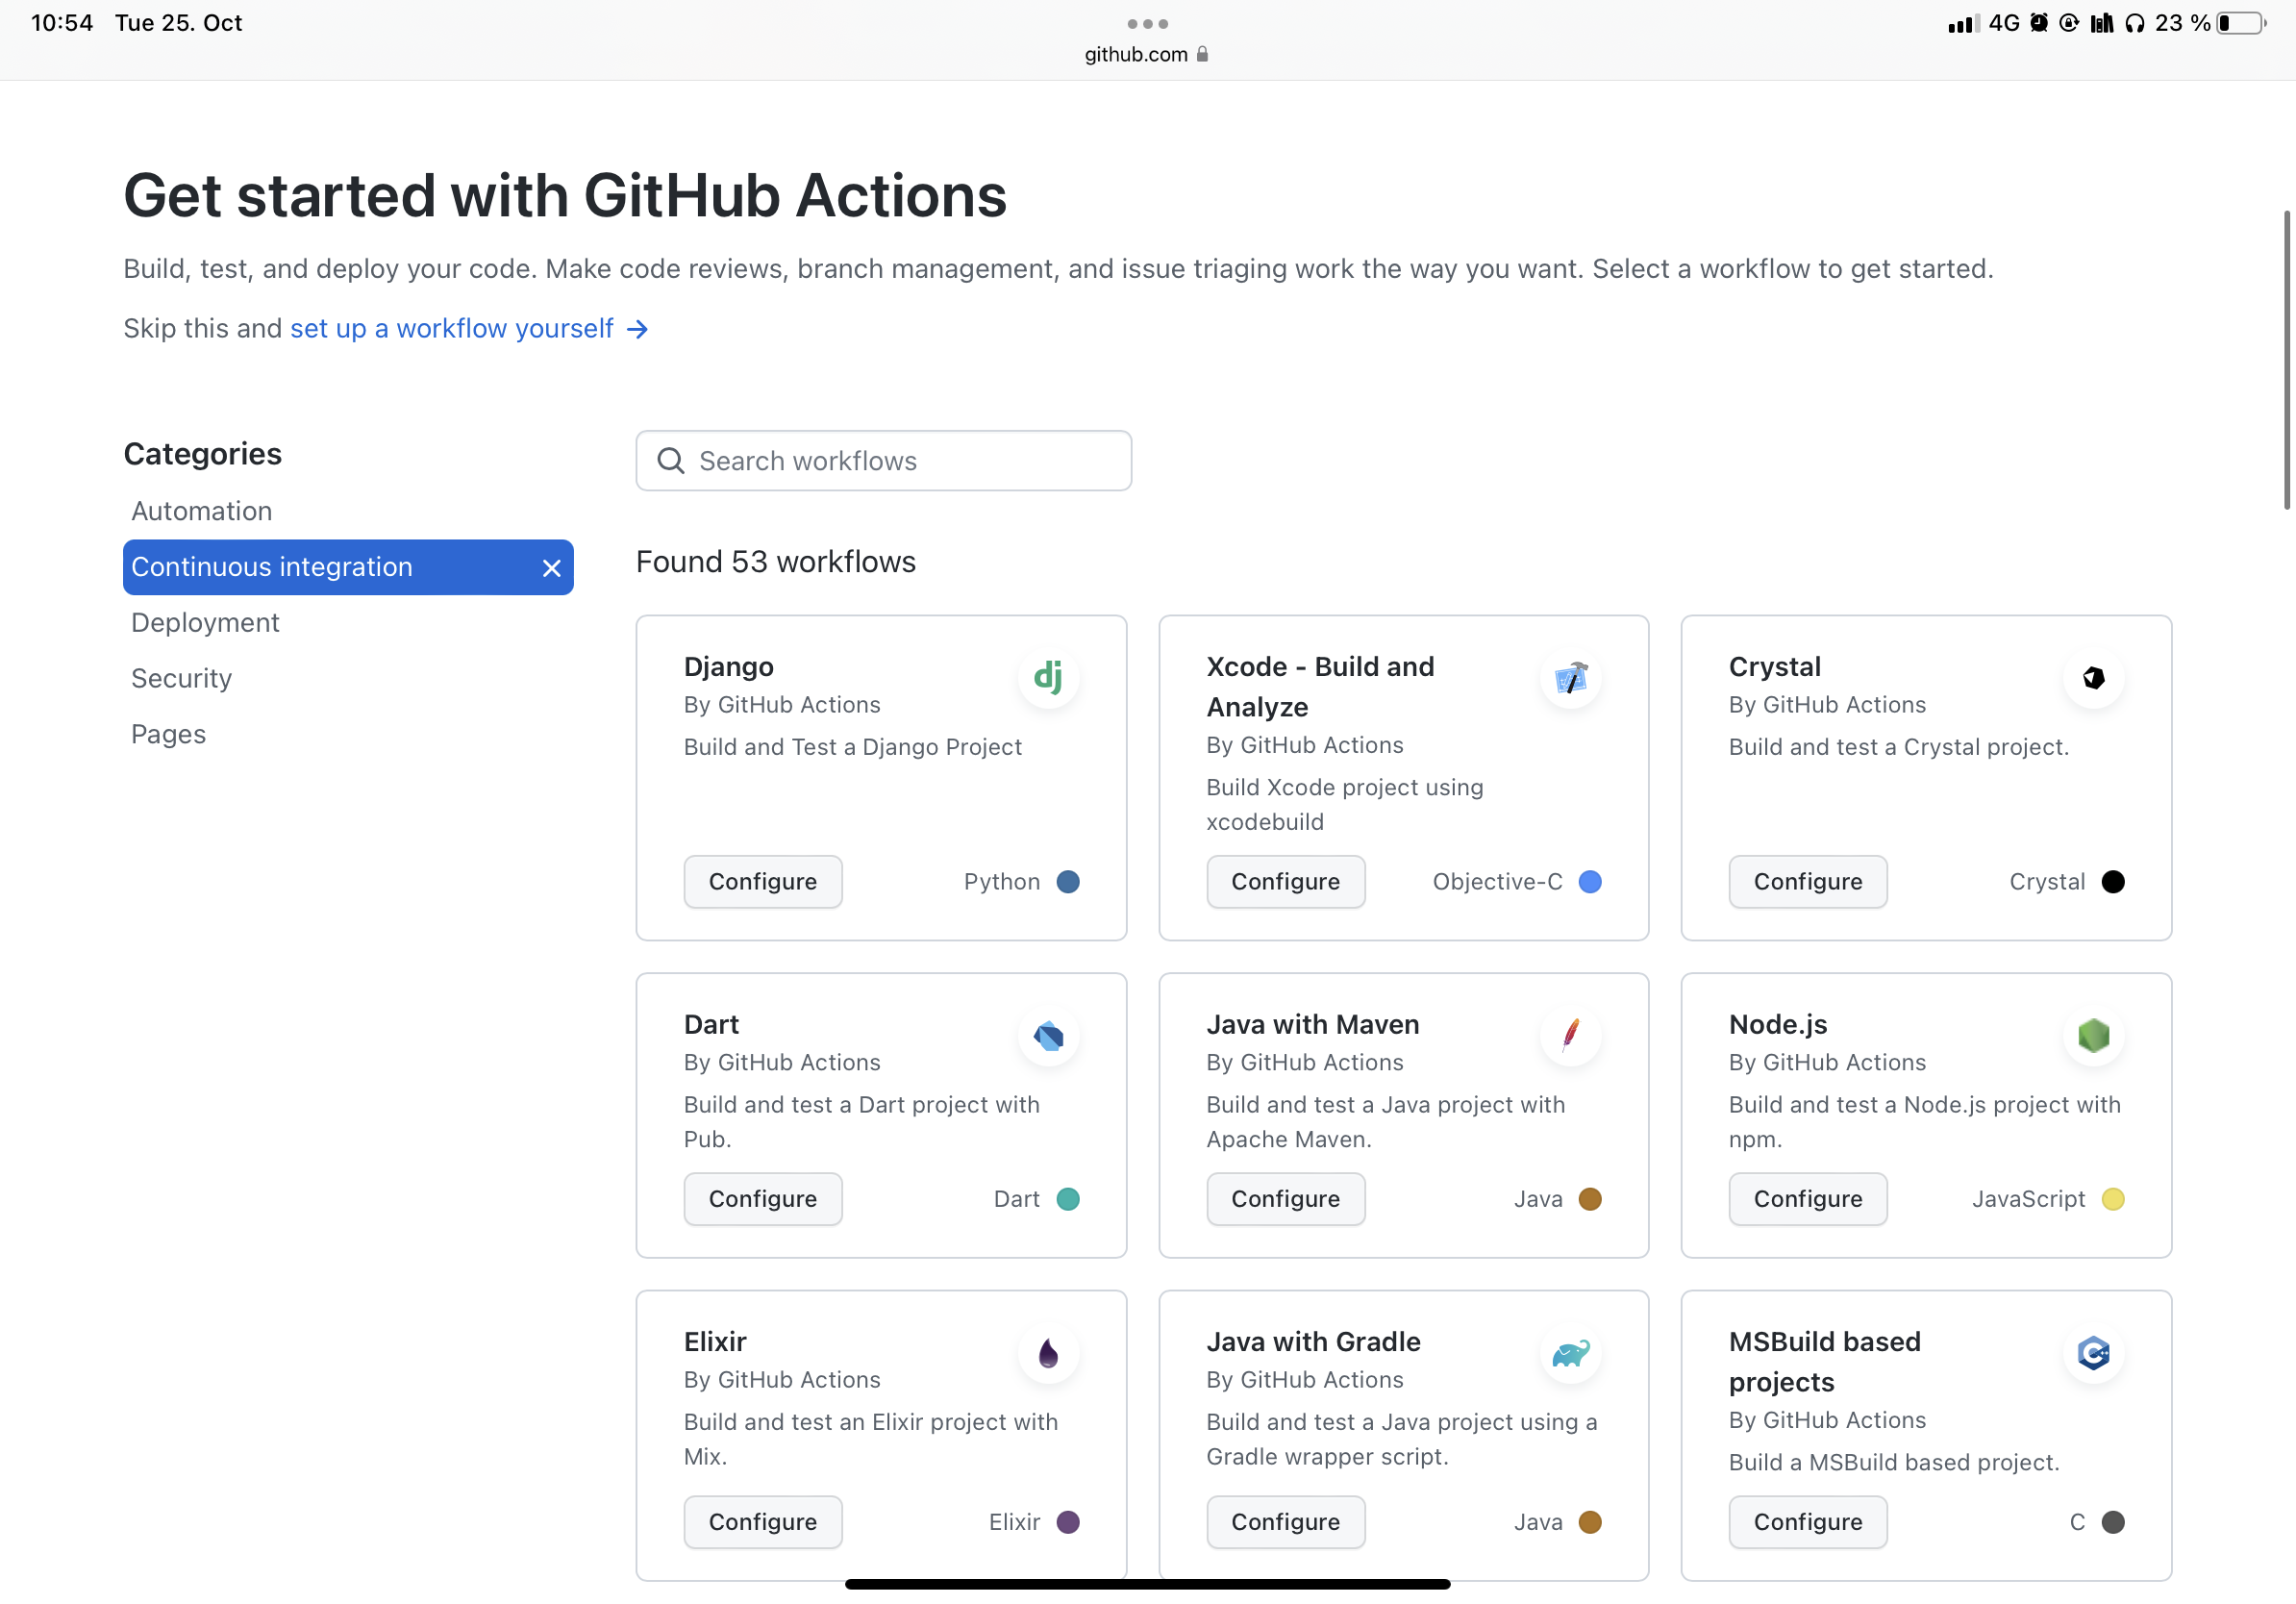 10:54 Tue 25. Oct
4G 23 %
github.com
Get started with GitHub Actions
Build, test, and deploy your code. Make code reviews, branch management, and issue triaging work the way you want. Select a workflow to get started.
Skip this and set up a workflow yourself →
Categories
Automation
Continuous integration
Deployment
Security
Pages
Search workflows
Found 53 workflows
Django
By GitHub Actions
dj
Build and Test a Django Project
Configure
Python
Xcode - Build and
Analyze
By GitHub Actions
Build Xcode project using
xcodebuild
Configure
Objective-C
Crystal
By GitHub Actions
Build and test a Crystal project.
Configure
Crystal
Dart
By GitHub Actions
Build and test a Dart project with
Pub.
Configure
Dart
Java with Maven
By GitHub Actions
Build and test a Java project with
Apache Maven.
Configure
Java
Node.js
By GitHub Actions
Build and test a Node.js project with
npm.
Configure
JavaScript
Elixir
By GitHub Actions
Build and test an Elixir project with
Mix.
Configure
Elixir
Java with Gradle
By GitHub Actions
Build and test a Java project using a
Gradle wrapper script.
Configure
Java
MSBuild based
projects
C++
By GitHub Actions
Build a MSBuild based project.
Configure
C